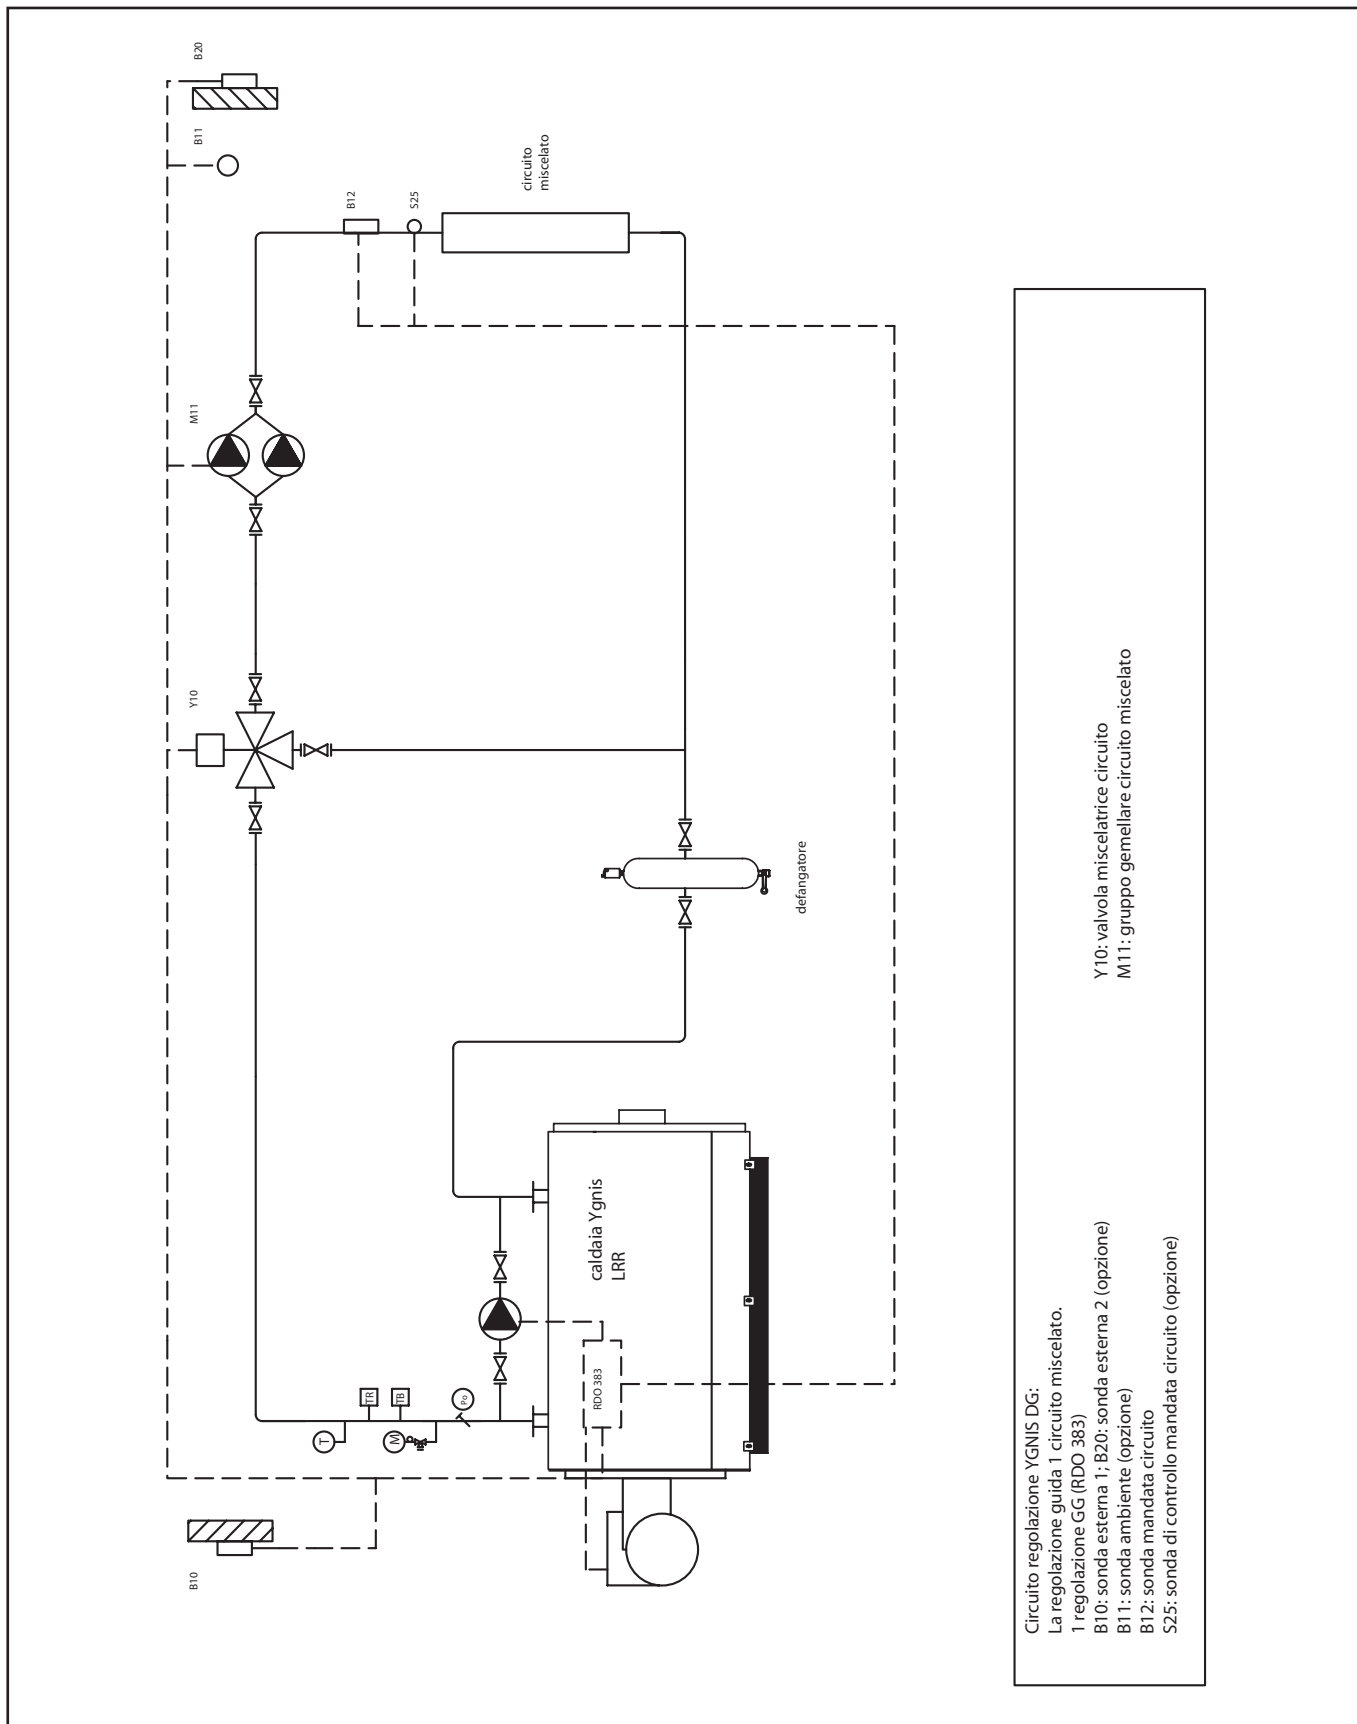 B20
B11
B12
S25
circuito
miscelato
M11
Y10
defangatore
caldaia Ygnis
LRR
RDO 383
TR
TB
Po
T
M
B10
Circuito regolazione YGNIS DG:
La regolazione guida 1 circuito miscelato.
1 regolazione GG (RDO 383)
B10: sonda esterna 1; B20: sonda esterna 2 (opzione)
B11: sonda ambiente (opzione)
B12: sonda mandata circuito
S25: sonda di controllo mandata circuito (opzione)
Y10: valvola miscelatrice circuito
M11: gruppo gemellare circuito miscelato